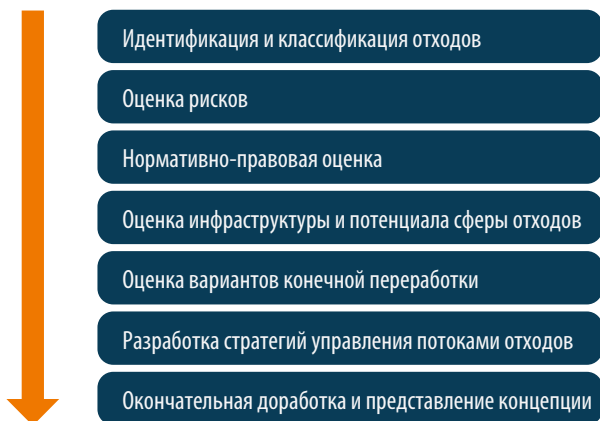 Идентификация и классификация отходов
Оценка рисков
Нормативно-правовая оценка
Оценка инфраструктуры и потенциала сферы отходов
Оценка вариантов конечной переработки
Разработка стратегий управления потоками отходов
Окончательная доработка и представление концепции